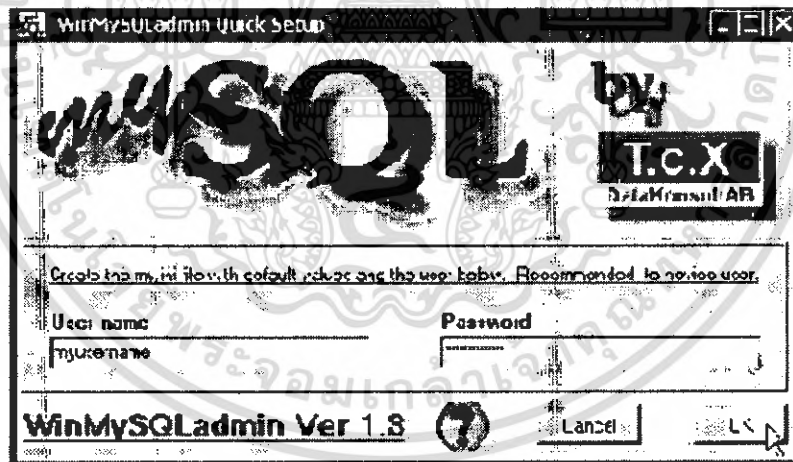 WinMySQLadmin Quick Setup
mySQL by
T.c.X
DataKonsult AB
Create the my.ini file with default values and the user below. Recommended to novice user.
User name Password
myusername
WinMySQLadmin Ver 1.3
?
Cancel OK